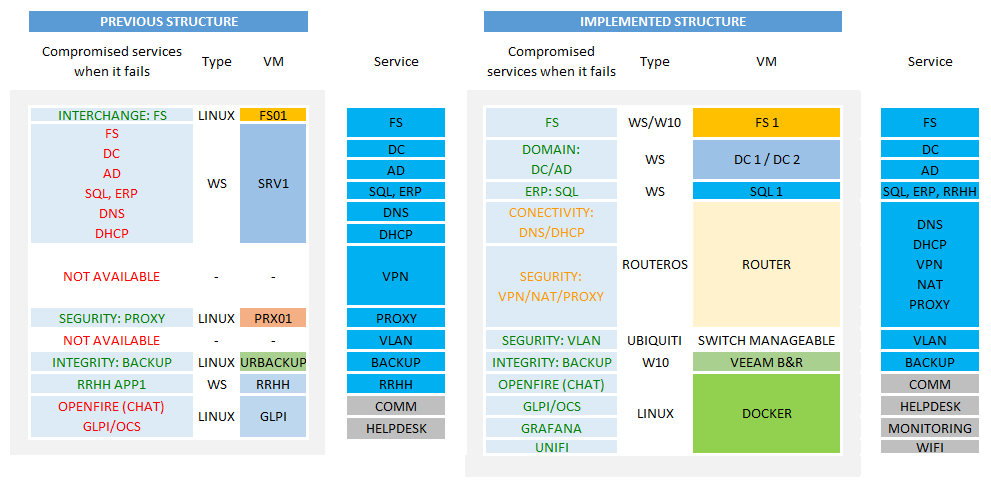 PREVIOUS STRUCTURE
Compromised services
when it fails
Type
VM
Service
INTERCHANGE: FS
LINUX
FS01
FS
FS
DC
AD
SQL, ERP
DNS
DHCP
WS
SRV1
DC
AD
SQL, ERP
DNS
DHCP
NOT AVAILABLE
-
-
VPN
SEGURITY: PROXY
LINUX
PRX01
PROXY
NOT AVAILABLE
-
-
VLAN
INTEGRITY: BACKUP
LINUX
URBACKUP
BACKUP
RRHH APP1
WS
RRHH
RRHH
OPENFIRE (CHAT)
GLPI/OCS
LINUX
GLPI
COMM
HELPDESK
IMPLEMENTED STRUCTURE
Compromised
services when it fails
Type
VM
Service
FS
WS/W10
FS 1
FS
DOMAIN:
DC/AD
WS
DC 1 / DC 2
DC
AD
ERP: SQL
WS
SQL 1
SQL, ERP, RRHH
CONECTIVITY:
DNS/DHCP
SEGURITY:
VPN/NAT/PROXY
ROUTEROS
ROUTER
DNS
DHCP
VPN
NAT
PROXY
SEGURITY: VLAN
UBIQUITI
SWITCH MANAGEABLE
VLAN
INTEGRITY: BACKUP
W10
VEEAM B&R
BACKUP
OPENFIRE (CHAT)
GLPI/OCS
GRAFANA
UNIFI
LINUX
DOCKER
COMM
HELPDESK
MONITORING
WIFI